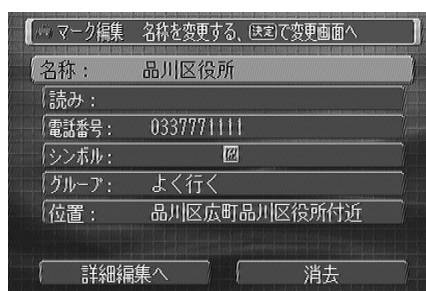 マーク編集 名称を変更する、決定で変更画面へ
名称： 品川区役所
読み：
電話番号： 0337771111
シンボル：
グループ： よく行く
位置： 品川区広町品川区役所付近
詳細編集へ 消去